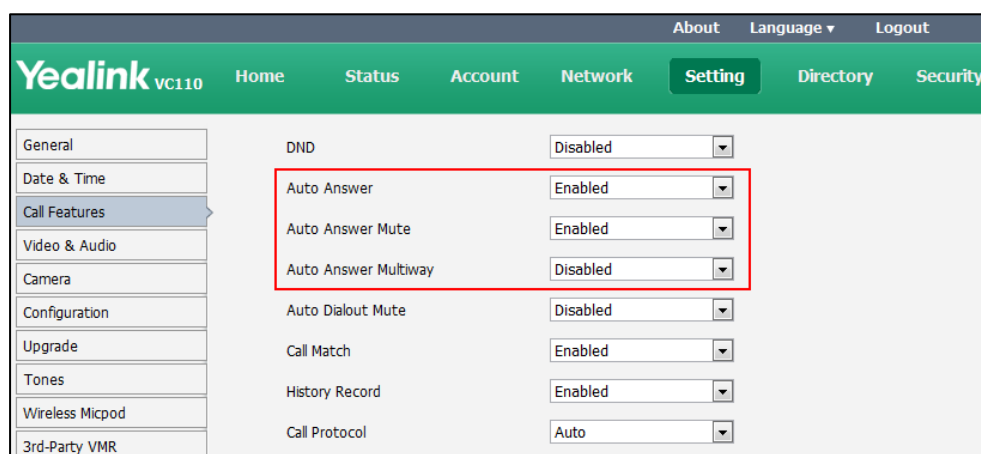 About Language ▾ Logout
Yealink VC110 Home Status Account Network Setting Directory Security
General
Date & Time
Call Features
Video & Audio
Camera
Configuration
Upgrade
Tones
Wireless Micpod
3rd-Party VMR
DND Disabled
Auto Answer Enabled
Auto Answer Mute Enabled
Auto Answer Multiway Disabled
Auto Dialout Mute Disabled
Call Match Enabled
History Record Enabled
Call Protocol Auto